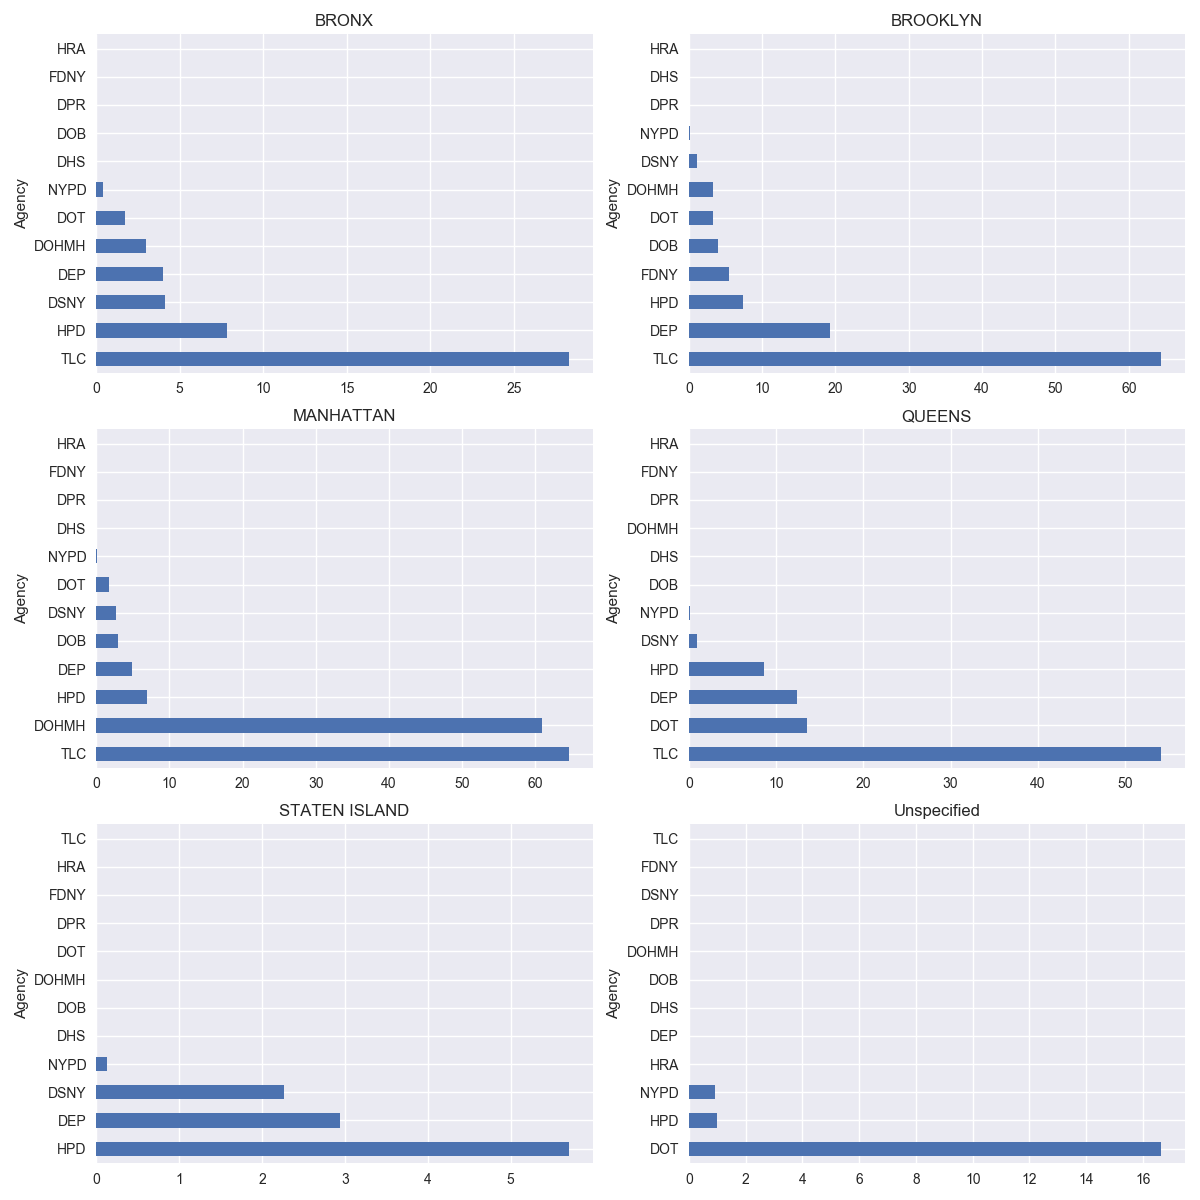 BRONX
Agency
HRA
FDNY
DPR
DOB
DHS
NYPD
DOT
DOHMH
DEP
DSNY
HPD
TLC
0 5 10 15 20 25
BROOKLYN
Agency
HRA
DHS
DPR
NYPD
DSNY
DOHMH
DOT
DOB
FDNY
HPD
DEP
TLC
0 10 20 30 40 50 60
MANHATTAN
Agency
HRA
FDNY
DPR
DHS
NYPD
DOT
DSNY
DOB
DEP
HPD
DOHMH
TLC
0 10 20 30 40 50 60
QUEENS
Agency
HRA
FDNY
DPR
DOHMH
DHS
DOB
NYPD
DSNY
HPD
DEP
DOT
TLC
0 10 20 30 40 50
STATEN ISLAND
Agency
TLC
HRA
FDNY
DPR
DOT
DOHMH
DOB
DHS
NYPD
DSNY
DEP
HPD
0 1 2 3 4 5
Unspecified
Agency
TLC
FDNY
DSNY
DPR
DOHMH
DOB
DHS
DEP
HRA
NYPD
HPD
DOT
0 2 4 6 8 10 12 14 16